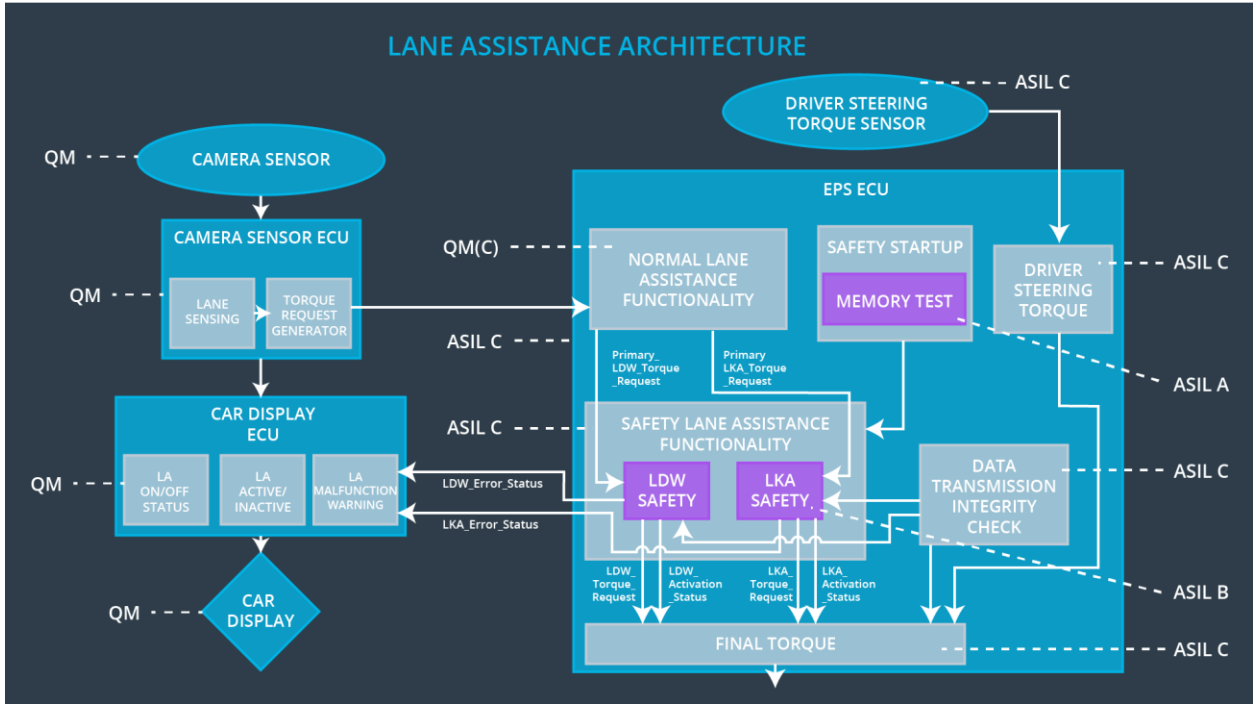 LANE ASSISTANCE ARCHITECTURE
ASIL C
DRIVER STEERING
TORQUE SENSOR
QM
CAMERA SENSOR
EPS ECU
CAMERA SENSOR ECU
QM(C)
NORMAL LANE
ASSISTANCE
FUNCTIONALITY
SAFETY STARTUP
MEMORY TEST
DRIVER
STEERING
TORQUE
ASIL C
QM
LANE
SENSING
TORQUE
REQUEST
GENERATOR
ASIL C
Primary_
LDW_Torque
_Request
Primary
LKA_Torque
_Request
ASIL A
CAR DISPLAY
ECU
ASIL C
SAFETY LANE ASSISTANCE
FUNCTIONALITY
QM
LA
ON/OFF
STATUS
LA
ACTIVE/
INACTIVE
LA
MALFUNCTION
WARNING
LDW_Error_Status
LKA_Error_Status
LDW
SAFETY
LKA
SAFETY
DATA
TRANSMISSION
INTEGRITY
CHECK
ASIL C
LDW_
Torque_
Request
LDW_
Activation
_Status
LKA_
Torque_
Request
LKA_
Activation
_Status
ASIL B
QM
CAR
DISPLAY
FINAL TORQUE
ASIL C